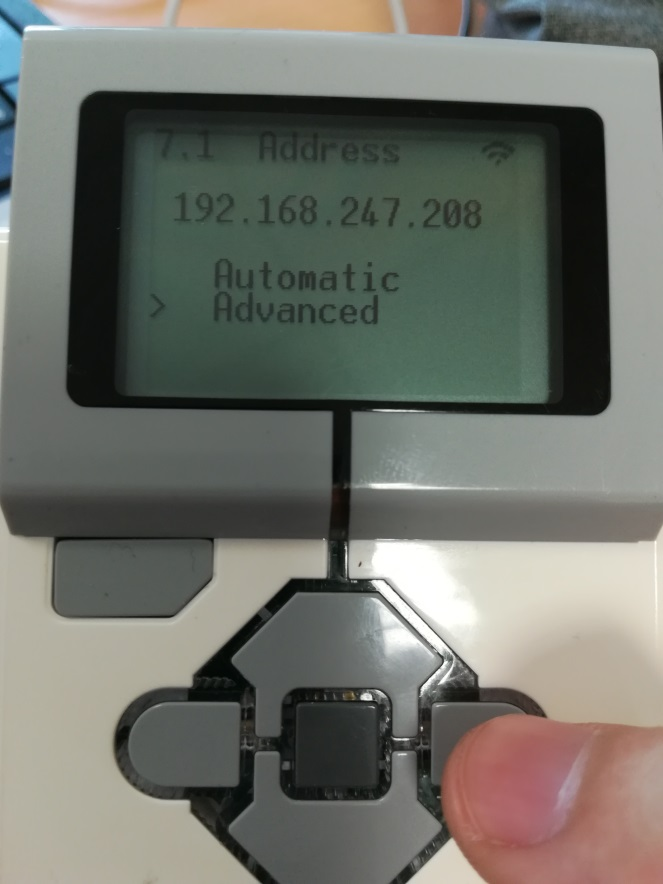 7.1 Address
192.168.247.208
Automatic
> Advanced